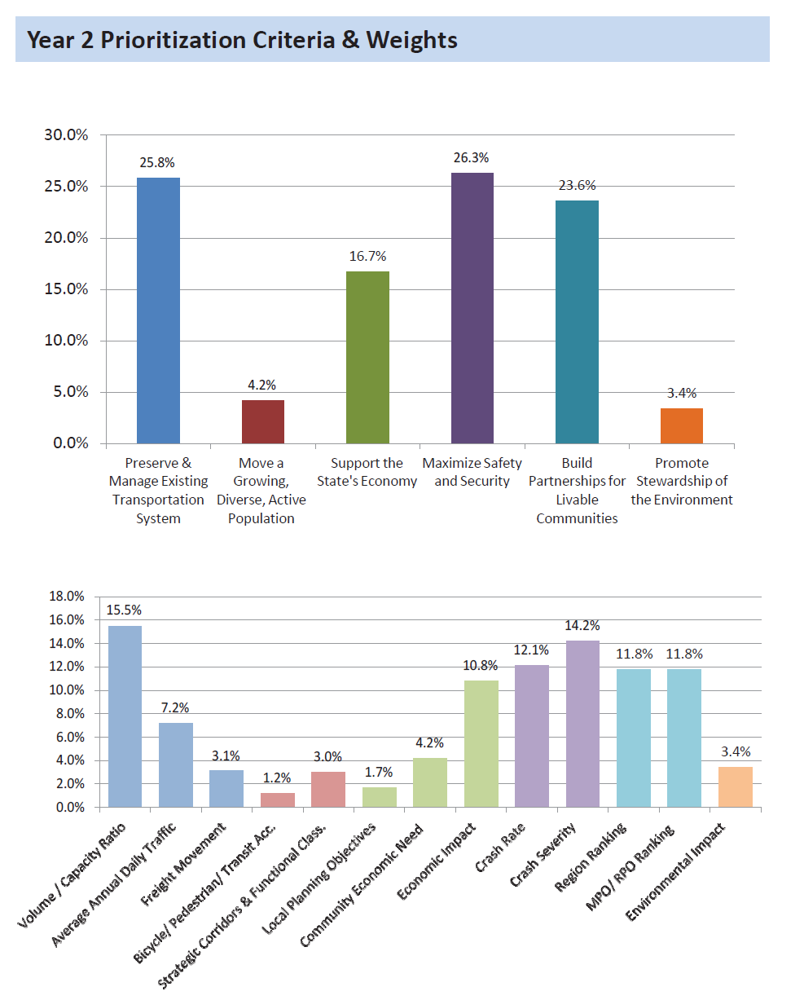 Year 2 Prioritization Criteria & Weights
30.0%
25.0%
20.0%
15.0%
10.0%
5.0%
0.0%
25.8%
4.2%
16.7%
26.3%
23.6%
3.4%
Preserve &
Manage Existing
Transportation
System
Move a
Growing,
Diverse, Active
Population
Support the
State's Economy
Maximize Safety
and Security
Build
Partnerships for
Livable
Communities
Promote
Stewardship of
the Environment
18.0%
16.0%
14.0%
12.0%
10.0%
8.0%
6.0%
4.0%
2.0%
0.0%
15.5%
7.2%
3.1%
1.2%
3.0%
1.7%
4.2%
10.8%
12.1%
14.2%
11.8%
11.8%
3.4%
Volume / Capacity Ratio
Average Annual Daily Traffic
Freight Movement
Bicycle/ Pedestrian/ Transit Acc.
Strategic Corridors & Functional Class.
Local Planning Objectives
Community Economic Need
Economic Impact
Crash Rate
Crash Severity
Region Ranking
MPO/ RPO Ranking
Environmental Impact